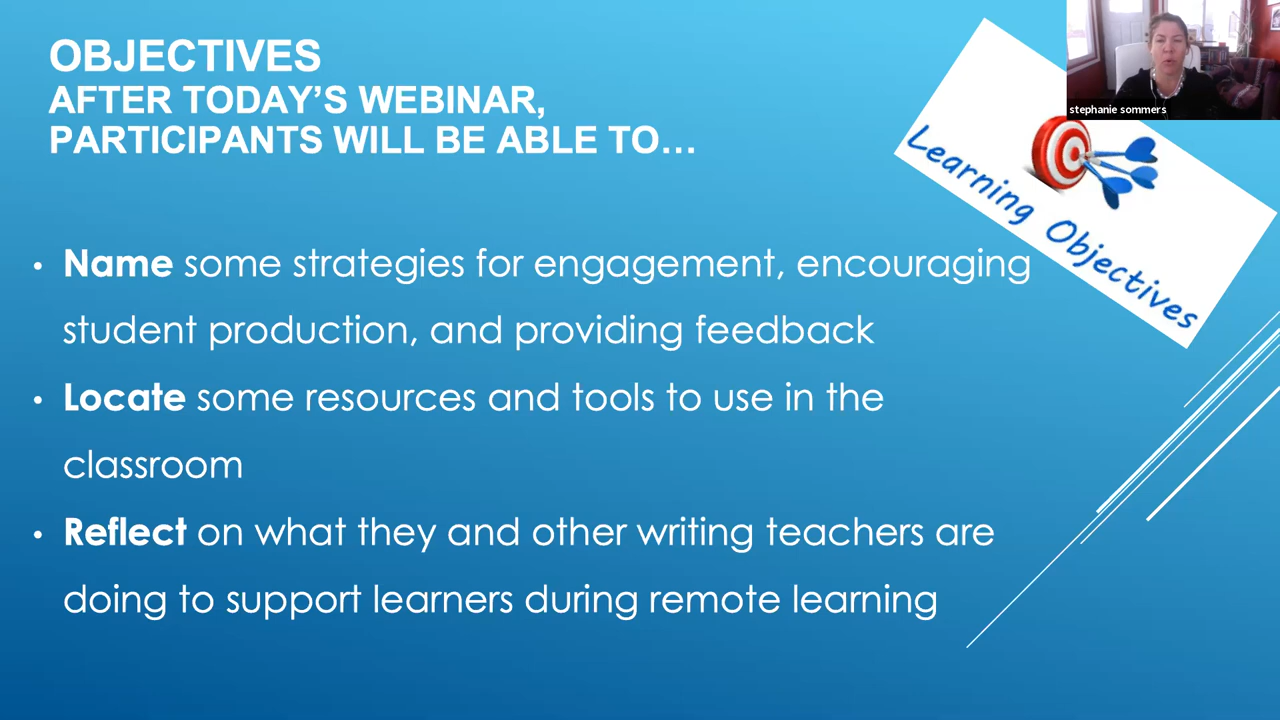 OBJECTIVES
AFTER TODAY'S WEBINAR,
PARTICIPANTS WILL BE ABLE TO…
stephanie sommers
Learning Objectives
• Name some strategies for engagement, encouraging
student production, and providing feedback
• Locate some resources and tools to use in the
classroom
• Reflect on what they and other writing teachers are
doing to support learners during remote learning